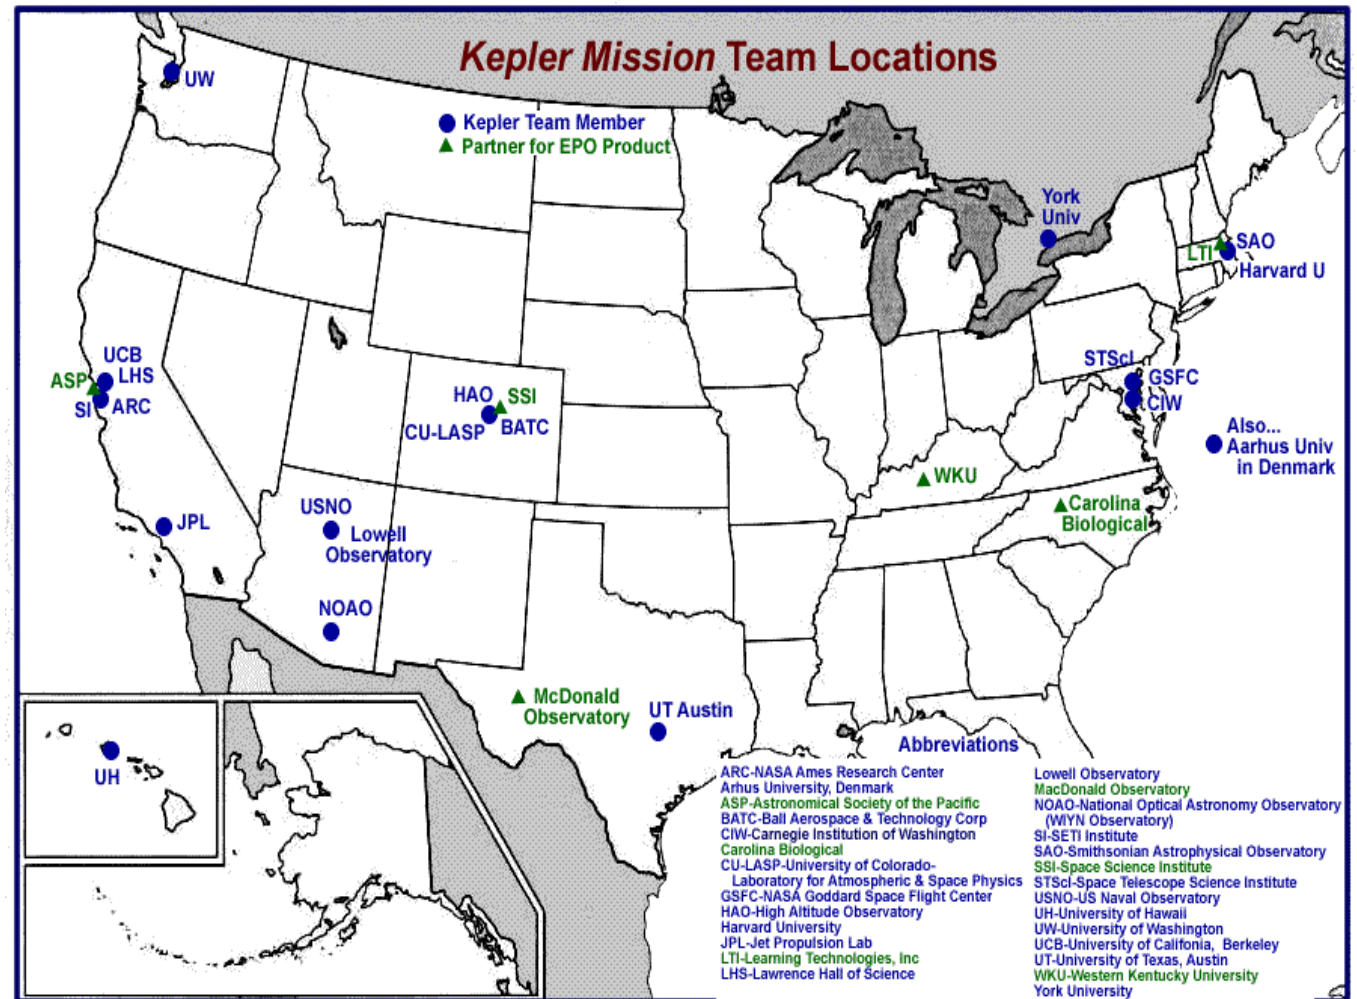 Kepler Mission Team Locations
UW
Kepler Team Member
Partner for EPO Product
York
Univ
LTI
SAO
Harvard U
UCB
LHS
ASP
SI
ARC
HAO
SSI
CU-LASP
BATC
STScI
GSFC
CIW
Also...
Aarhus Univ
in Denmark
WKU
Carolina
Biological
JPL
USNO
Lowell
Observatory
NOAO
McDonald
Observatory
UT Austin
UH
Abbreviations
ARC-NASA Ames Research Center
Arhus University, Denmark
ASP-Astronomical Society of the Pacific
BATC-Ball Aerospace & Technology Corp
CIW-Carnegie Institution of Washington
Carolina Biological
CU-LASP-University of Colorado-
Laboratory for Atmospheric & Space Physics
GSFC-NASA Goddard Space Flight Center
HAO-High Altitude Observatory
Harvard University
JPL-Jet Propulsion Lab
LTI-Learning Technologies, Inc
LHS-Lawrence Hall of Science
Lowell Observatory
MacDonald Observatory
NOAO-National Optical Astronomy Observatory
(WIYN Observatory)
SI-SETI Institute
SAO-Smithsonian Astrophysical Observatory
SSI-Space Science Institute
STScI-Space Telescope Science Institute
USNO-US Naval Observatory
UH-University of Hawaii
UW-University of Washington
UCB-University of Califonia, Berkeley
UT-University of Texas, Austin
WKU-Western Kentucky University
York University